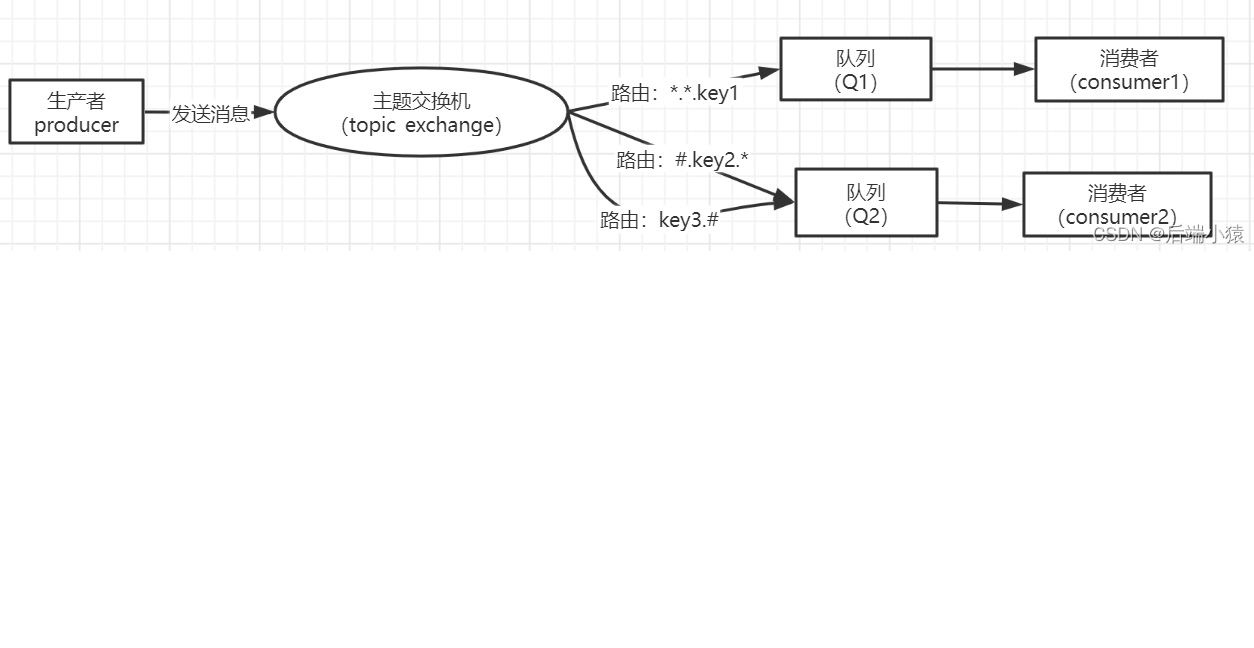 生产者
producer
发送消息
主题交换机
（topic exchange）
路由：*.*.key1
路由：#.key2.*
路由：key3.#
队列
（Q1）
消费者
（consumer1）
队列
（Q2）
消费者
（consumer2）
CSDN @后端小猿